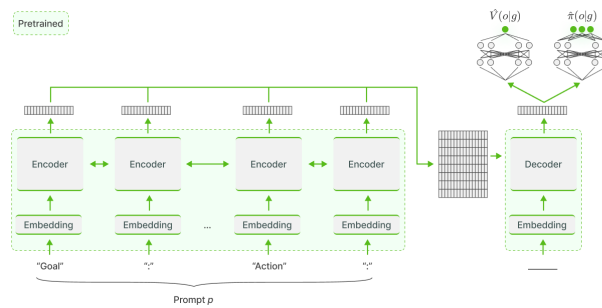 Pretrained
V̂(o|g)
π̂(o|g)
Encoder
Encoder
Encoder
Encoder
Decoder
Embedding
Embedding
...
Embedding
Embedding
Embedding
"Goal"
":"
"Action"
":"
Prompt p